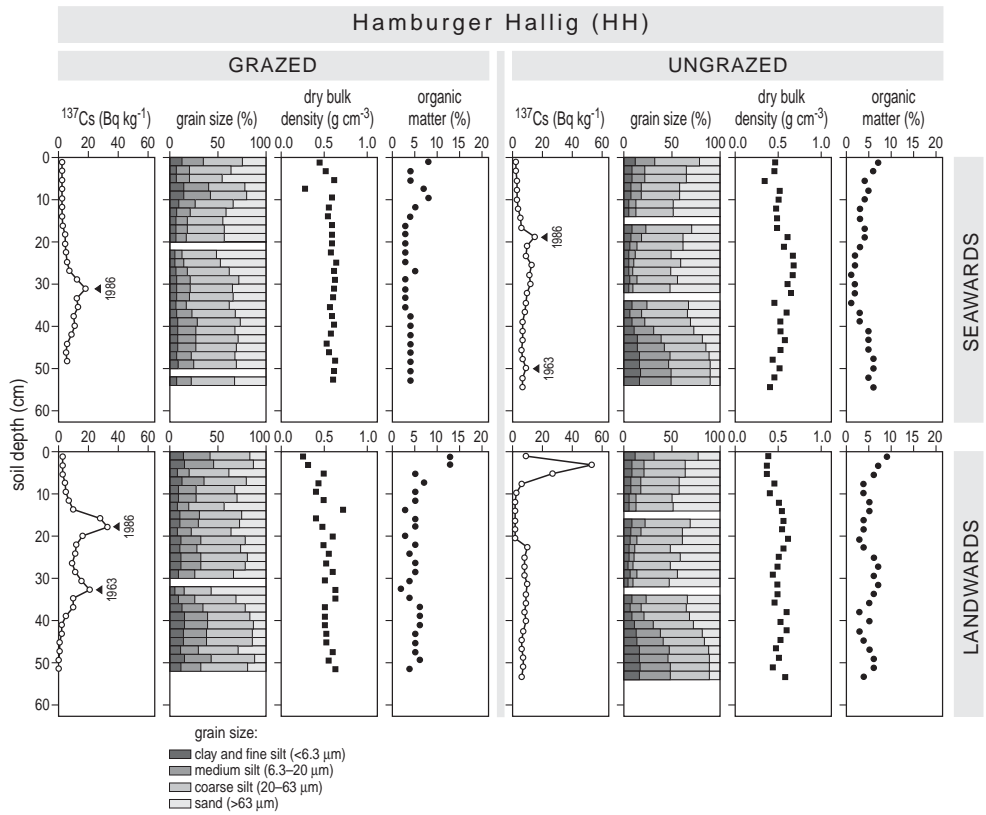 Hamburger Hallig (HH)
GRAZED
UNGRAZED
137Cs (Bq kg-1)
grain size (%)
dry bulk
density (g cm-3)
organic
matter (%)
137Cs (Bq kg-1)
grain size (%)
dry bulk
density (g cm-3)
organic
matter (%)
0 20 40 60
0 50 100
0.0 0.5 1.0
0 5 10 15 20
0 20 40 60
0 50 100
0.0 0.5 1.0
0 5 10 15 20
0
10
20
30
40
50
60
1986
1986
1963
SEAWARDS
soil depth (cm)
0 20 40 60
0 50 100
0.0 0.5 1.0
0 5 10 15 20
0 20 40 60
0 50 100
0.0 0.5 1.0
0 5 10 15 20
0
10
20
30
40
50
60
1986
1963
LANDWARDS
grain size:
clay and fine silt (<6.3 µm)
medium silt (6.3–20 µm)
coarse silt (20–63 µm)
sand (>63 µm)